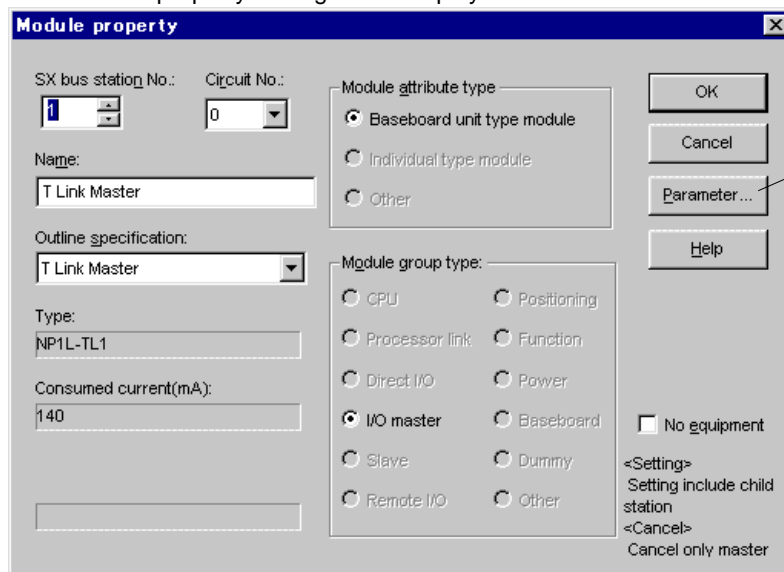 Module property
SX bus station No.:
Circuit No.:
1
0
Name:
T Link Master
Outline specification:
T Link Master
Type:
NP1L-TL1
Consumed current(mA):
140
Module attribute type
Baseboard unit type module
Individual type module
Other
Module group type:
CPU
Positioning
Processor link
Function
Direct I/O
Power
I/O master
Baseboard
Slave
Dummy
Remote I/O
Other
OK
Cancel
Parameter...
Help
No equipment
<Setting>
Setting include child
station
<Cancel>
Cancel only master